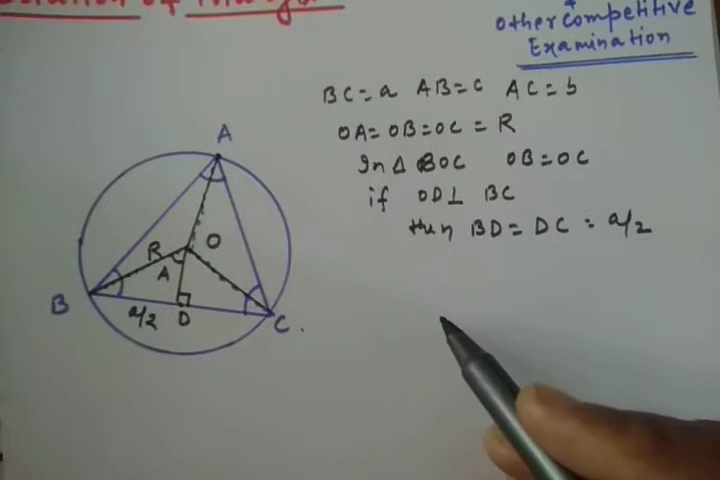 of
other competitive
Examination
BC = a AB = c AC = b
OA = OB = OC = R
In Δ BOC OB = OC
if OD⊥ BC
then BD = DC = a/2
A
R
O
A
B
a/2
D
C.